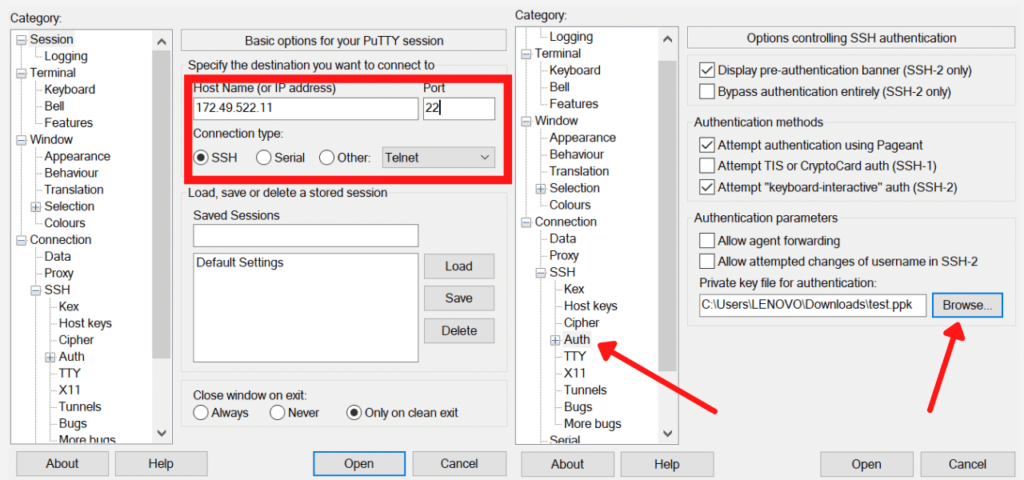 Category:
Session
Logging
Terminal
Keyboard
Bell
Features
Window
Appearance
Behaviour
Translation
Selection
Colours
Connection
Data
Proxy
SSH
Kex
Host keys
Cipher
Auth
TTY
X11
Tunnels
Bugs
More bugs
Basic options for your PuTTY session
Specify the destination you want to connect to
Host Name (or IP address) Port
172.49.522.11 22
Connection type:
SSH Serial Other: Telnet
Load, save or delete a stored session
Saved Sessions
Default Settings
Load
Save
Delete
Close window on exit:
Always Never Only on clean exit
About Help Open Cancel
Category:
Logging
Terminal
Keyboard
Bell
Features
Window
Appearance
Behaviour
Translation
Selection
Colours
Connection
Data
Proxy
SSH
Kex
Host keys
Cipher
Auth
TTY
X11
Tunnels
Bugs
More bugs
Serial
Options controlling SSH authentication
Display pre-authentication banner (SSH-2 only)
Bypass authentication entirely (SSH-2 only)
Authentication methods
Attempt authentication using Pageant
Attempt TIS or CryptoCard auth (SSH-1)
Attempt "keyboard-interactive" auth (SSH-2)
Authentication parameters
Allow agent forwarding
Allow attempted changes of username in SSH-2
Private key file for authentication:
C:\Users\LENOVO\Downloads\test.ppk Browse...
About Help Open Cancel